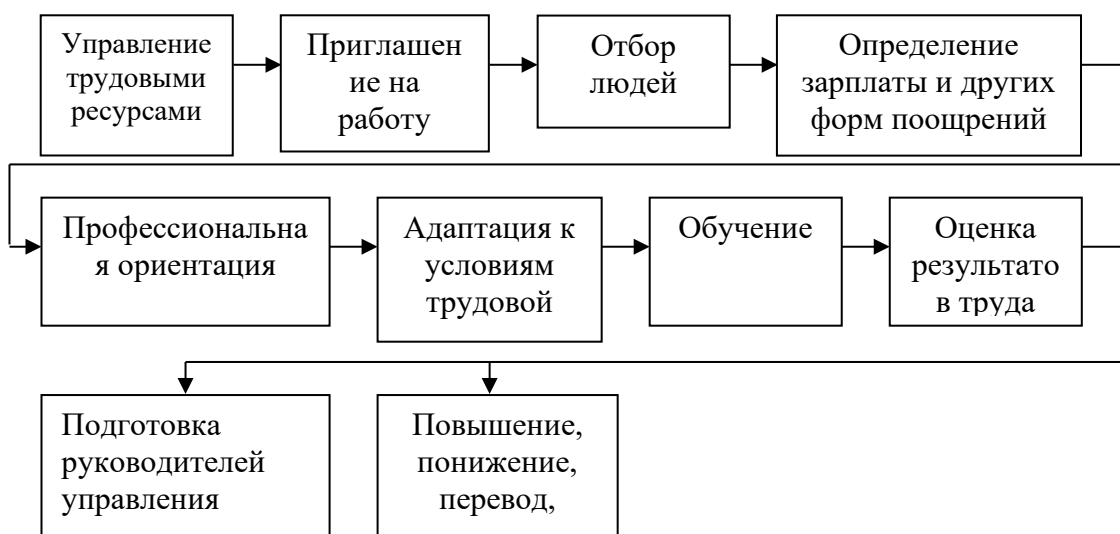 Управление
трудовыми
ресурсами
Приглашен
ие на
работу
Отбор
людей
Определение
зарплаты и других
форм поощрений
Профессиональна
я ориентация
Адаптация к
условиям
трудовой
Обучение
Оценка
результато
в труда
Подготовка
руководителей
управления
Повышение,
понижение,
перевод,